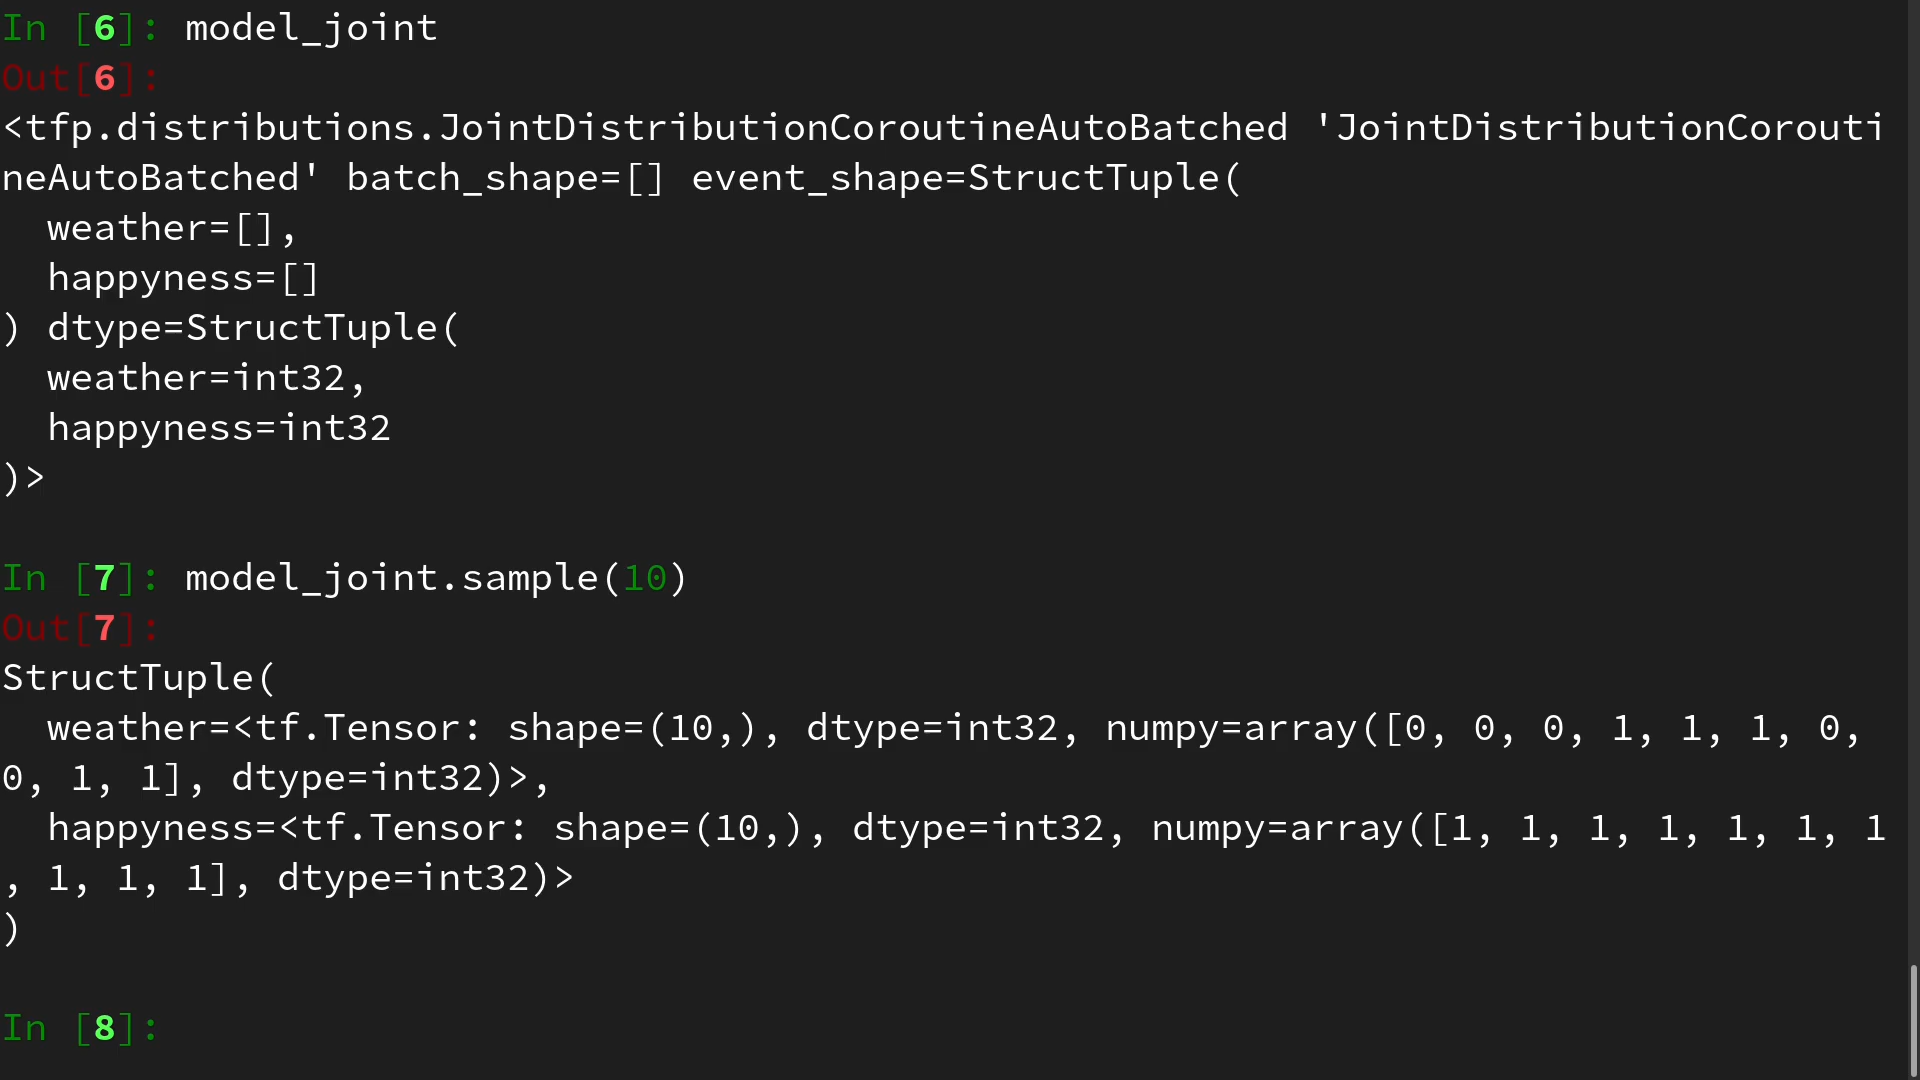 In [6]: model_joint
Out[6]:
<tfp.distributions.JointDistributionCoroutineAutoBatched 'JointDistributionCorouti
neAutoBatched' batch_shape=[] event_shape=StructTuple(
  weather=[],
  happyness=[]
) dtype=StructTuple(
  weather=int32,
  happyness=int32
)>

In [7]: model_joint.sample(10)
Out[7]:
StructTuple(
  weather=<tf.Tensor: shape=(10,), dtype=int32, numpy=array([0, 0, 0, 1, 1, 1, 0,
0, 1, 1], dtype=int32)>,
  happyness=<tf.Tensor: shape=(10,), dtype=int32, numpy=array([1, 1, 1, 1, 1, 1, 1
, 1, 1, 1], dtype=int32)>
)

In [8]: